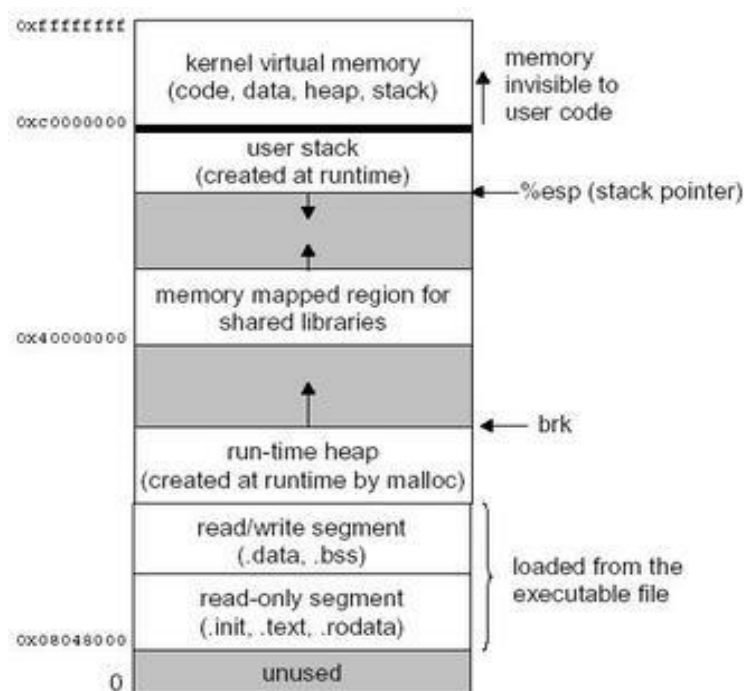 0xffffffff
kernel virtual memory
(code, data, heap, stack)
memory
invisible to
user code
0xc0000000
user stack
(created at runtime)
%esp (stack pointer)
memory mapped region for
shared libraries
0x40000000
brk
run-time heap
(created at runtime by malloc)
read/write segment
(.data, .bss)
loaded from the
executable file
read-only segment
(.init, .text, .rodata)
0x08048000
unused
0